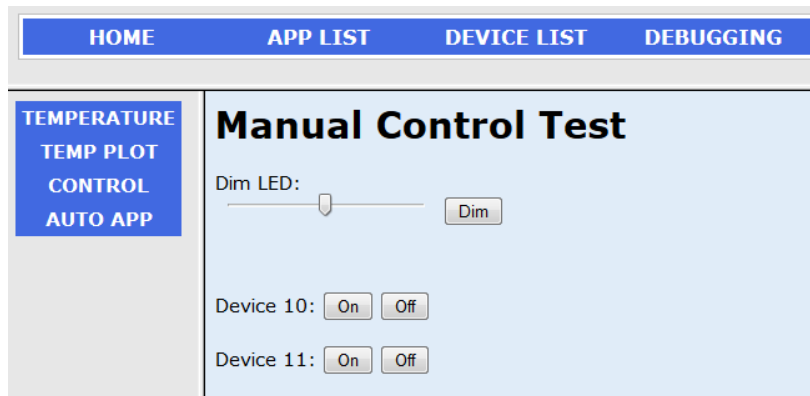 HOME APP LIST DEVICE LIST DEBUGGING
TEMPERATURE
TEMP PLOT
CONTROL
AUTO APP
Manual Control Test
Dim LED:
Dim
Device 10: On Off
Device 11: On Off